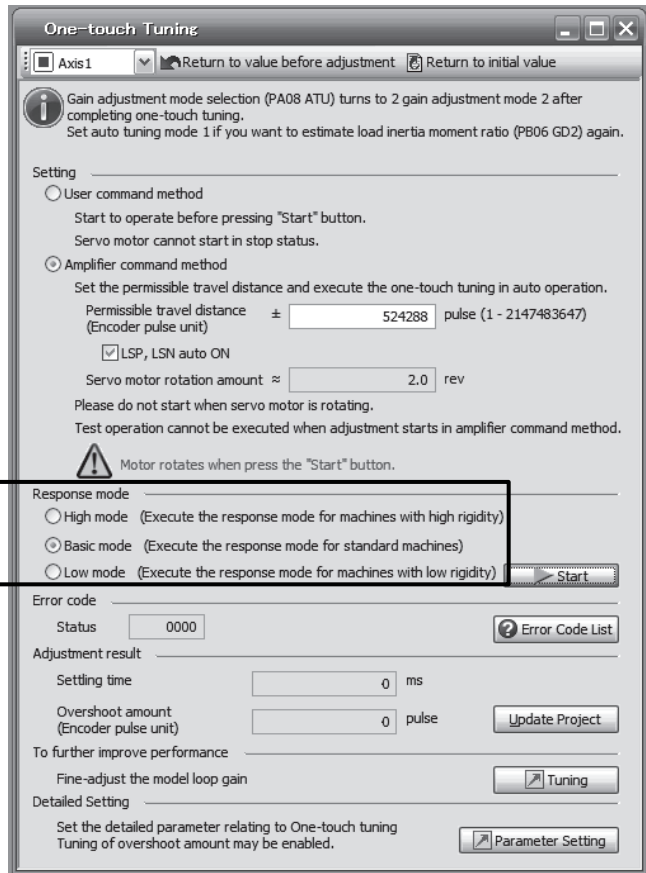 One-touch Tuning
Axis1 Return to value before adjustment Return to initial value
Gain adjustment mode selection (PA08 ATU) turns to 2 gain adjustment mode 2 after
completing one-touch tuning.
Set auto tuning mode 1 if you want to estimate load inertia moment ratio (PB06 GD2) again.
Setting
User command method
Start to operate before pressing "Start" button.
Servo motor cannot start in stop status.
Amplifier command method
Set the permissible travel distance and execute the one-touch tuning in auto operation.
Permissible travel distance ± 524288 pulse (1 - 2147483647)
(Encoder pulse unit)
LSP, LSN auto ON
Servo motor rotation amount ≈ 2.0 rev
Please do not start when servo motor is rotating.
Test operation cannot be executed when adjustment starts in amplifier command method.
Motor rotates when press the "Start" button.
Response mode
High mode (Execute the response mode for machines with high rigidity)
Basic mode (Execute the response mode for standard machines)
Low mode (Execute the response mode for machines with low rigidity) Start
Error code
Status 0000 Error Code List
Adjustment result
Settling time 0 ms
Overshoot amount 0 pulse Update Project
(Encoder pulse unit)
To further improve performance
Fine-adjust the model loop gain Tuning
Detailed Setting
Set the detailed parameter relating to One-touch tuning
Tuning of overshoot amount may be enabled. Parameter Setting